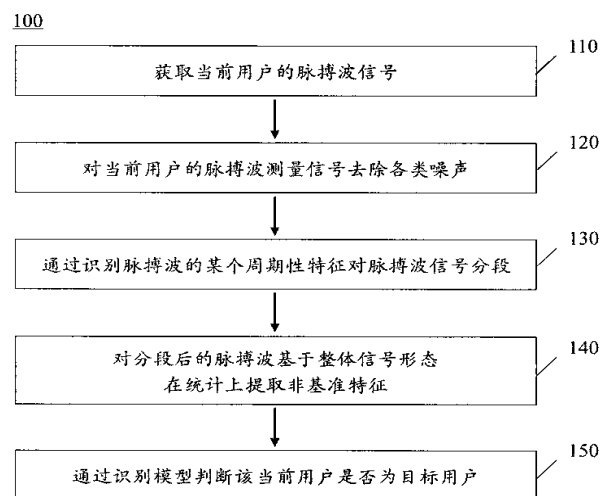 100
获取当前用户的脉搏波信号
110
对当前用户的脉搏波测量信号去除各类噪声
120
通过识别脉搏波的某个周期性特征对脉搏波信号分段
130
对分段后的脉搏波基于整体信号形态
在统计上提取非基准特征
140
通过识别模型判断该当前用户是否为目标用户
150